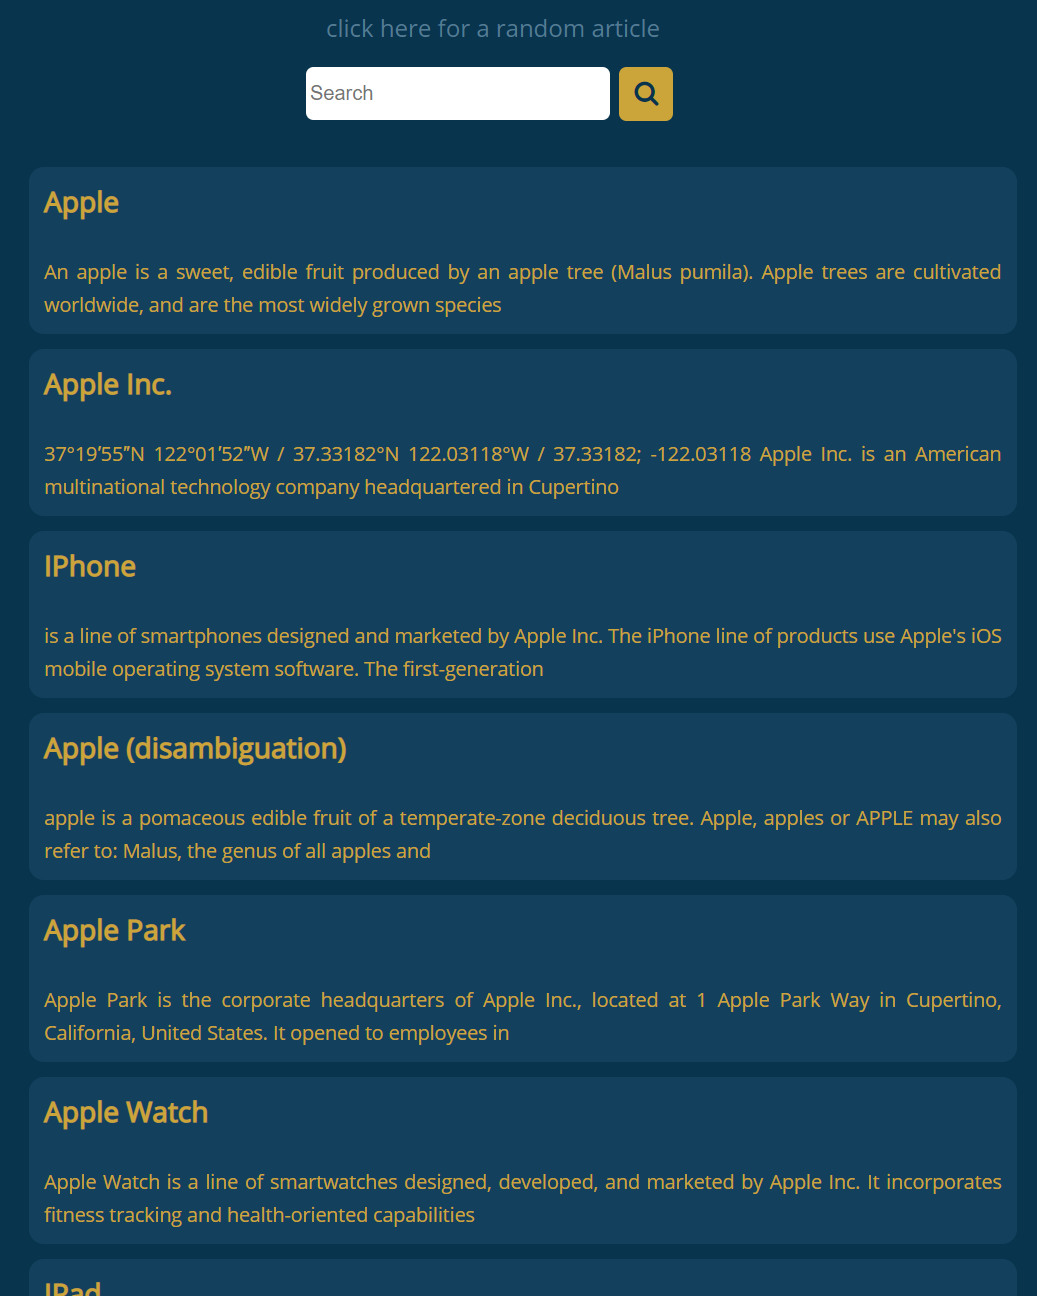 click here for a random article
Search
Apple
An apple is a sweet, edible fruit produced by an apple tree (Malus pumila). Apple trees are cultivated
worldwide, and are the most widely grown species
Apple Inc.
37°19′55″N 122°01′52″W / 37.33182°N 122.03118°W / 37.33182; -122.03118 Apple Inc. is an American
multinational technology company headquartered in Cupertino
IPhone
is a line of smartphones designed and marketed by Apple Inc. The iPhone line of products use Apple's iOS
mobile operating system software. The first-generation
Apple (disambiguation)
apple is a pomaceous edible fruit of a temperate-zone deciduous tree. Apple, apples or APPLE may also
refer to: Malus, the genus of all apples and
Apple Park
Apple Park is the corporate headquarters of Apple Inc., located at 1 Apple Park Way in Cupertino,
California, United States. It opened to employees in
Apple Watch
Apple Watch is a line of smartwatches designed, developed, and marketed by Apple Inc. It incorporates
fitness tracking and health-oriented capabilities
IPad